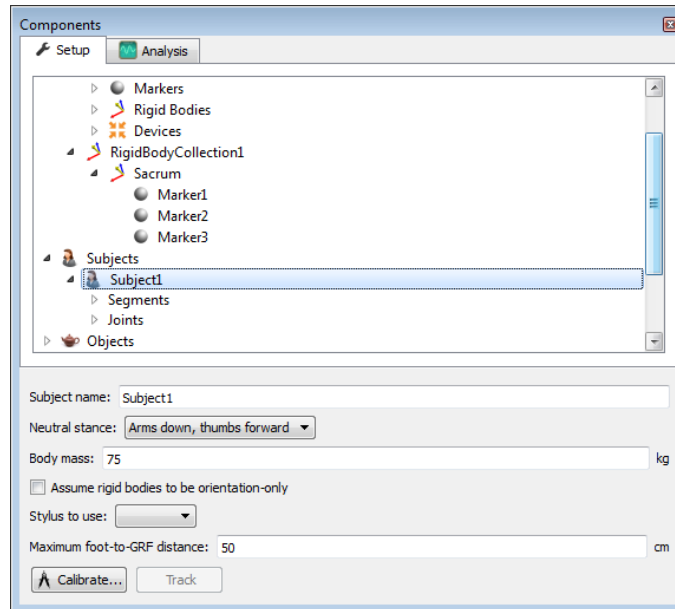 Components
Setup Analysis
Markers
Rigid Bodies
Devices
RigidBodyCollection1
Sacrum
Marker1
Marker2
Marker3
Subjects
Subject1
Segments
Joints
Objects
Subject name: Subject1
Neutral stance: Arms down, thumbs forward
Body mass: 75 kg
Assume rigid bodies to be orientation-only
Stylus to use:
Maximum foot-to-GRF distance: 50 cm
Calibrate... Track